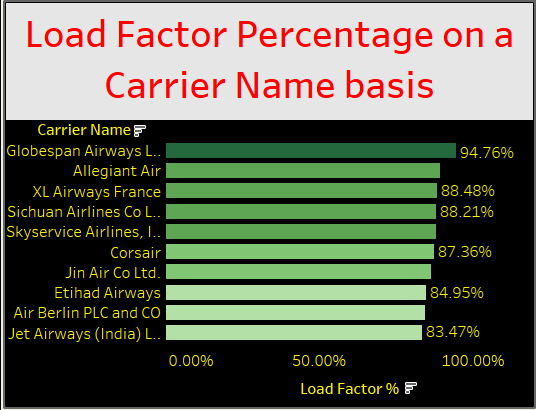 Load Factor Percentage on a
Carrier Name basis
Carrier Name
Globespan Airways L.. 94.76%
Allegiant Air
XL Airways France 88.48%
Sichuan Airlines Co L.. 88.21%
Skyservice Airlines, I..
Corsair 87.36%
Jin Air Co Ltd.
Etihad Airways 84.95%
Air Berlin PLC and CO
Jet Airways (India) L.. 83.47%
0.00% 50.00% 100.00%
Load Factor %